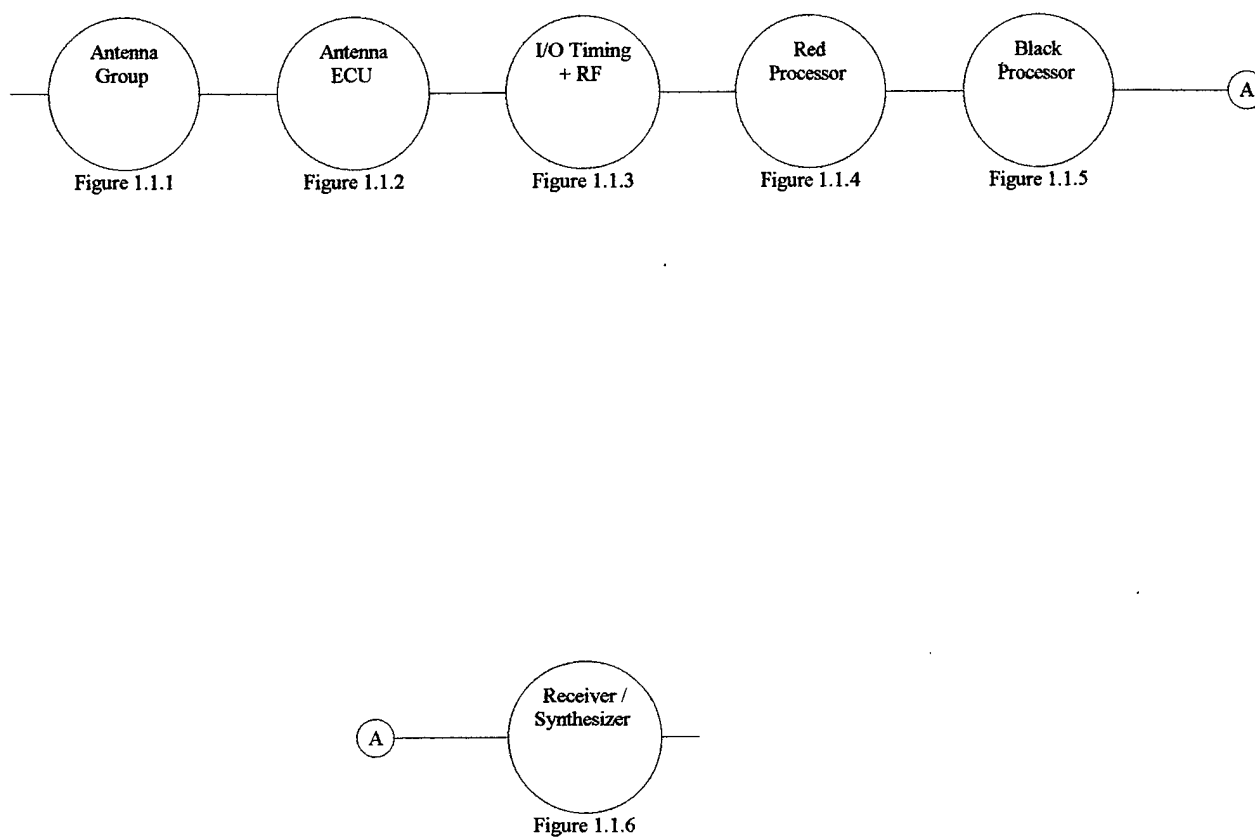 Antenna
Group
Antenna
ECU
I/O Timing
+ RF
Red
Processor
Black
Processor
A
Figure 1.1.1
Figure 1.1.2
Figure 1.1.3
Figure 1.1.4
Figure 1.1.5
A
Receiver /
Synthesizer
Figure 1.1.6